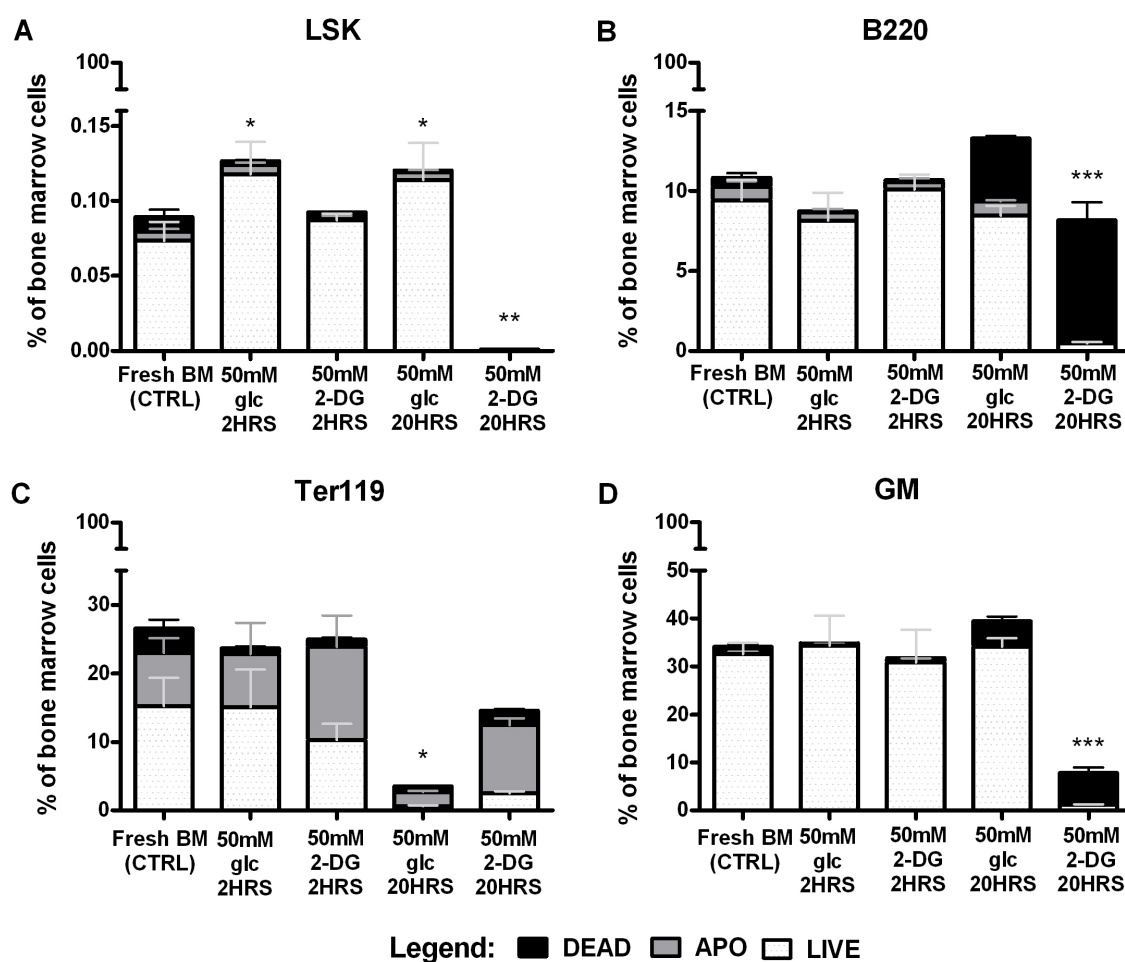 A
LSK
% of bone marrow cells
100
0.15
0.10
0.05
0.00
*
*
**
Fresh BM
(CTRL)
50mM
glc
2HRS
50mM
2-DG
2HRS
50mM
glc
20HRS
50mM
2-DG
20HRS
B
B220
% of bone marrow cells
100
15
10
5
0
***
Fresh BM
(CTRL)
50mM
glc
2HRS
50mM
2-DG
2HRS
50mM
glc
20HRS
50mM
2-DG
20HRS
C
Ter119
% of bone marrow cells
100
30
20
10
0
*
Fresh BM
(CTRL)
50mM
glc
2HRS
50mM
2-DG
2HRS
50mM
glc
20HRS
50mM
2-DG
20HRS
D
GM
% of bone marrow cells
100
50
40
30
20
10
0
***
Fresh BM
(CTRL)
50mM
glc
2HRS
50mM
2-DG
2HRS
50mM
glc
20HRS
50mM
2-DG
20HRS
Legend: DEAD APO LIVE